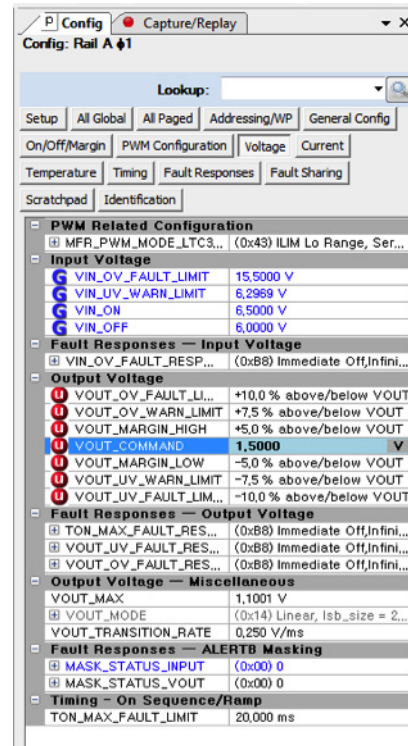 P Config Capture/Replay
Config: Rail A ϕ1
Lookup:
Setup All Global All Paged Addressing/WP General Config
On/Off/Margin PWM Configuration Voltage Current
Temperature Timing Fault Responses Fault Sharing
Scratchpad Identification
PWM Related Configuration
MFR_PWM_MODE_LTC3... (0x43) ILIM Lo Range, Ser...
Input Voltage
G VIN_OV_FAULT_LIMIT 15,5000 V
G VIN_UV_WARN_LIMIT 6,2969 V
G VIN_ON 6,5000 V
G VIN_OFF 6,0000 V
Fault Responses — Input Voltage
VIN_OV_FAULT_RESP... (0xB8) Immediate Off,Infini...
Output Voltage
U VOUT_OV_FAULT_LI... +10,0 % above/below VOUT
U VOUT_OV_WARN_LIMIT +7,5 % above/below VOUT
U VOUT_MARGIN_HIGH +5,0 % above/below VOUT
U VOUT_COMMAND 1,5000 V
U VOUT_MARGIN_LOW -5,0 % above/below VOUT
U VOUT_UV_WARN_LIMIT -7,5 % above/below VOUT
U VOUT_UV_FAULT_LIM... -10,0 % above/below VOUT
Fault Responses — Output Voltage
TON_MAX_FAULT_RES... (0xB8) Immediate Off,Infini...
VOUT_UV_FAULT_RES... (0xB8) Immediate Off,Infini...
VOUT_OV_FAULT_RES... (0xB8) Immediate Off,Infini...
Output Voltage — Miscellaneous
VOUT_MAX 1,1001 V
VOUT_MODE (0x14) Linear, lsb_size = 2...
VOUT_TRANSITION_RATE 0,250 V/ms
Fault Responses — ALERTB Masking
MASK_STATUS_INPUT (0x00) 0
MASK_STATUS_VOUT (0x00) 0
Timing - On Sequence/Ramp
TON_MAX_FAULT_LIMIT 20,000 ms